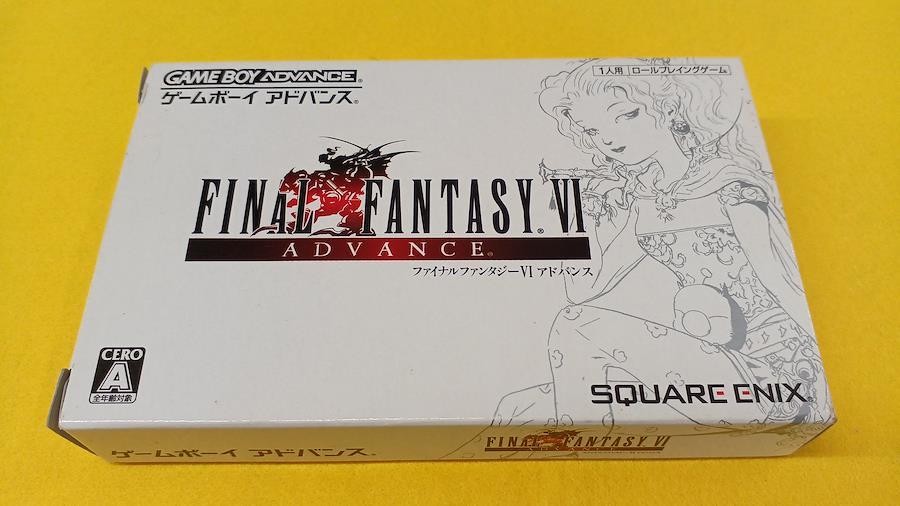 GAME BOY ADVANCE
ゲームボーイ アドバンス®
1人用 ロールプレイングゲーム
FINAL FANTASY® VI
ADVANCE®
ファイナルファンタジーVI アドバンス
CERO
A
全年齢対象
SQUARE ENIX®
ゲームボーイ アドバンス®
FINAL FANTASY VI
ADVANCE